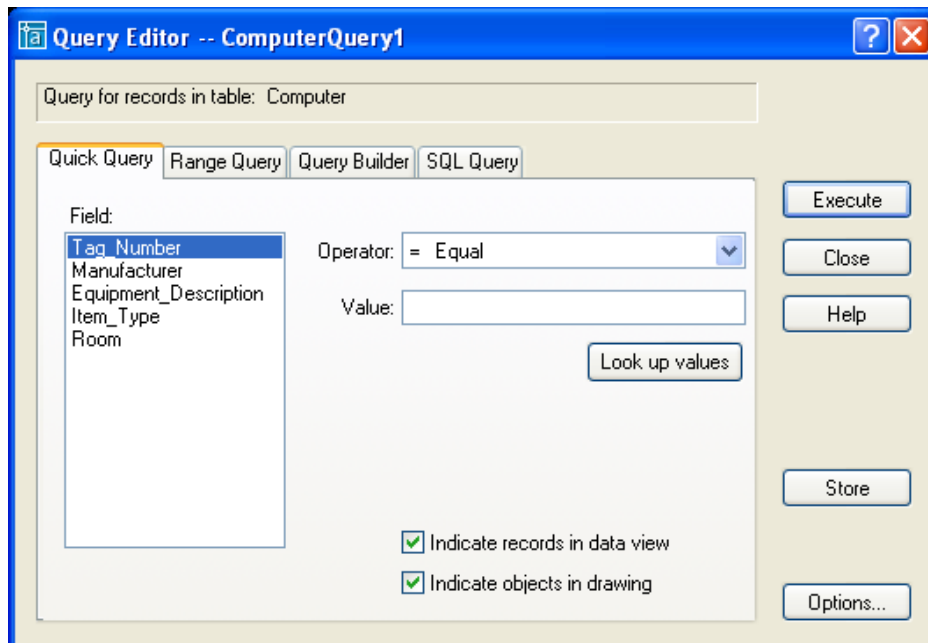 Query Editor -- ComputerQuery1
Query for records in table: Computer
Quick Query
Range Query
Query Builder
SQL Query
Field:
Tag_Number
Manufacturer
Equipment_Description
Item_Type
Room
Operator:
= Equal
Value:
Look up values
Indicate records in data view
Indicate objects in drawing
Execute
Close
Help
Store
Options...